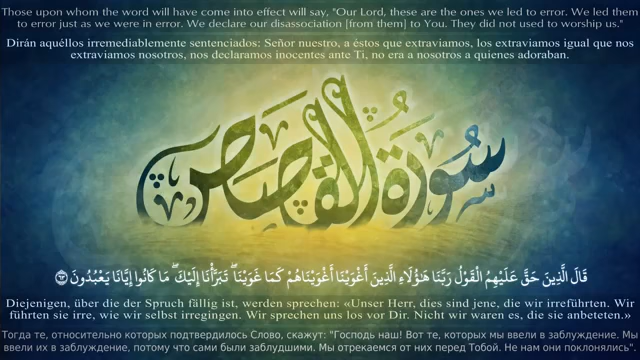 Those upon whom the word will have come into effect will say, "Our Lord, these are the ones we led to error. We led them
to error just as we were in error. We declare our disassociation [from them] to You. They did not used to worship us."
Dirán aquéllos irremediablemente sentenciados: Señor nuestro, a éstos que extraviamos, los extraviamos igual que nos
extraviamos nosotros, nos declaramos inocentes ante Ti, no era a nosotros a quienes adoraban.
سورة القصص
قَالَ الَّذِينَ حَقَّ عَلَيْهِمُ الْقَوْلُ رَبَّنَا هَٰؤُلَاءِ الَّذِينَ أَغْوَيْنَا أَغْوَيْنَاهُمْ كَمَا غَوَيْنَا ۖ تَبَرَّأْنَا إِلَيْكَ ۖ مَا كَانُوا إِيَّانَا يَعْبُدُونَ ٦٣
Diejenigen, über die der Spruch fällig ist, werden sprechen: «Unser Herr, dies sind jene, die wir irreführten. Wir
führten sie irre, wie wir selbst irregingen. Wir sprechen uns los vor Dir. Nicht wir waren es, die sie anbeteten.»
Тогда те, относительно которых подтвердилось Слово, скажут: "Господь наш! Вот те, которых мы ввели в заблуждение. Мы
ввели их в заблуждение, потому что сами были заблудшими. Мы отрекаемся от них перед Тобой. Не нам они поклонялись".